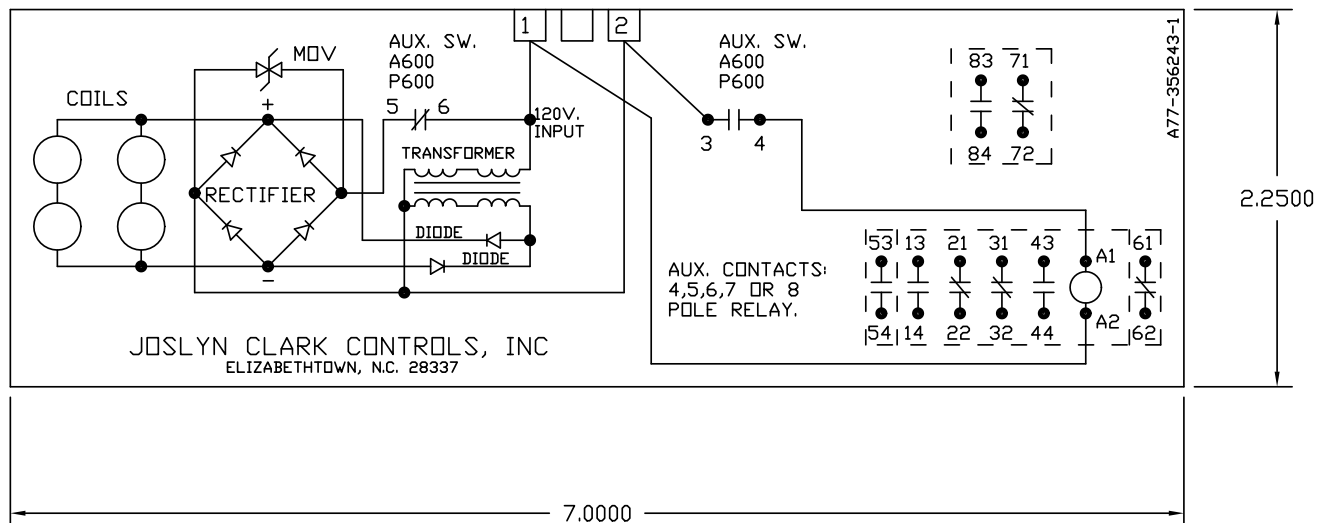 1
2
AUX. SW.
A600
P600
AUX. SW.
A600
P600
MOV
COILS
+
5
6
120V.
INPUT
3
4
83
71
84
72
A77-356243-1
2.2500
TRANSFORMER
RECTIFIER
DIODE
DIODE
-
AUX. CONTACTS:
4,5,6,7 OR 8
POLE RELAY.
53
13
21
31
43
A1
61
54
14
22
32
44
A2
62
JOSLYN CLARK CONTROLS, INC
ELIZABETHTOWN, N.C. 28337
7.0000